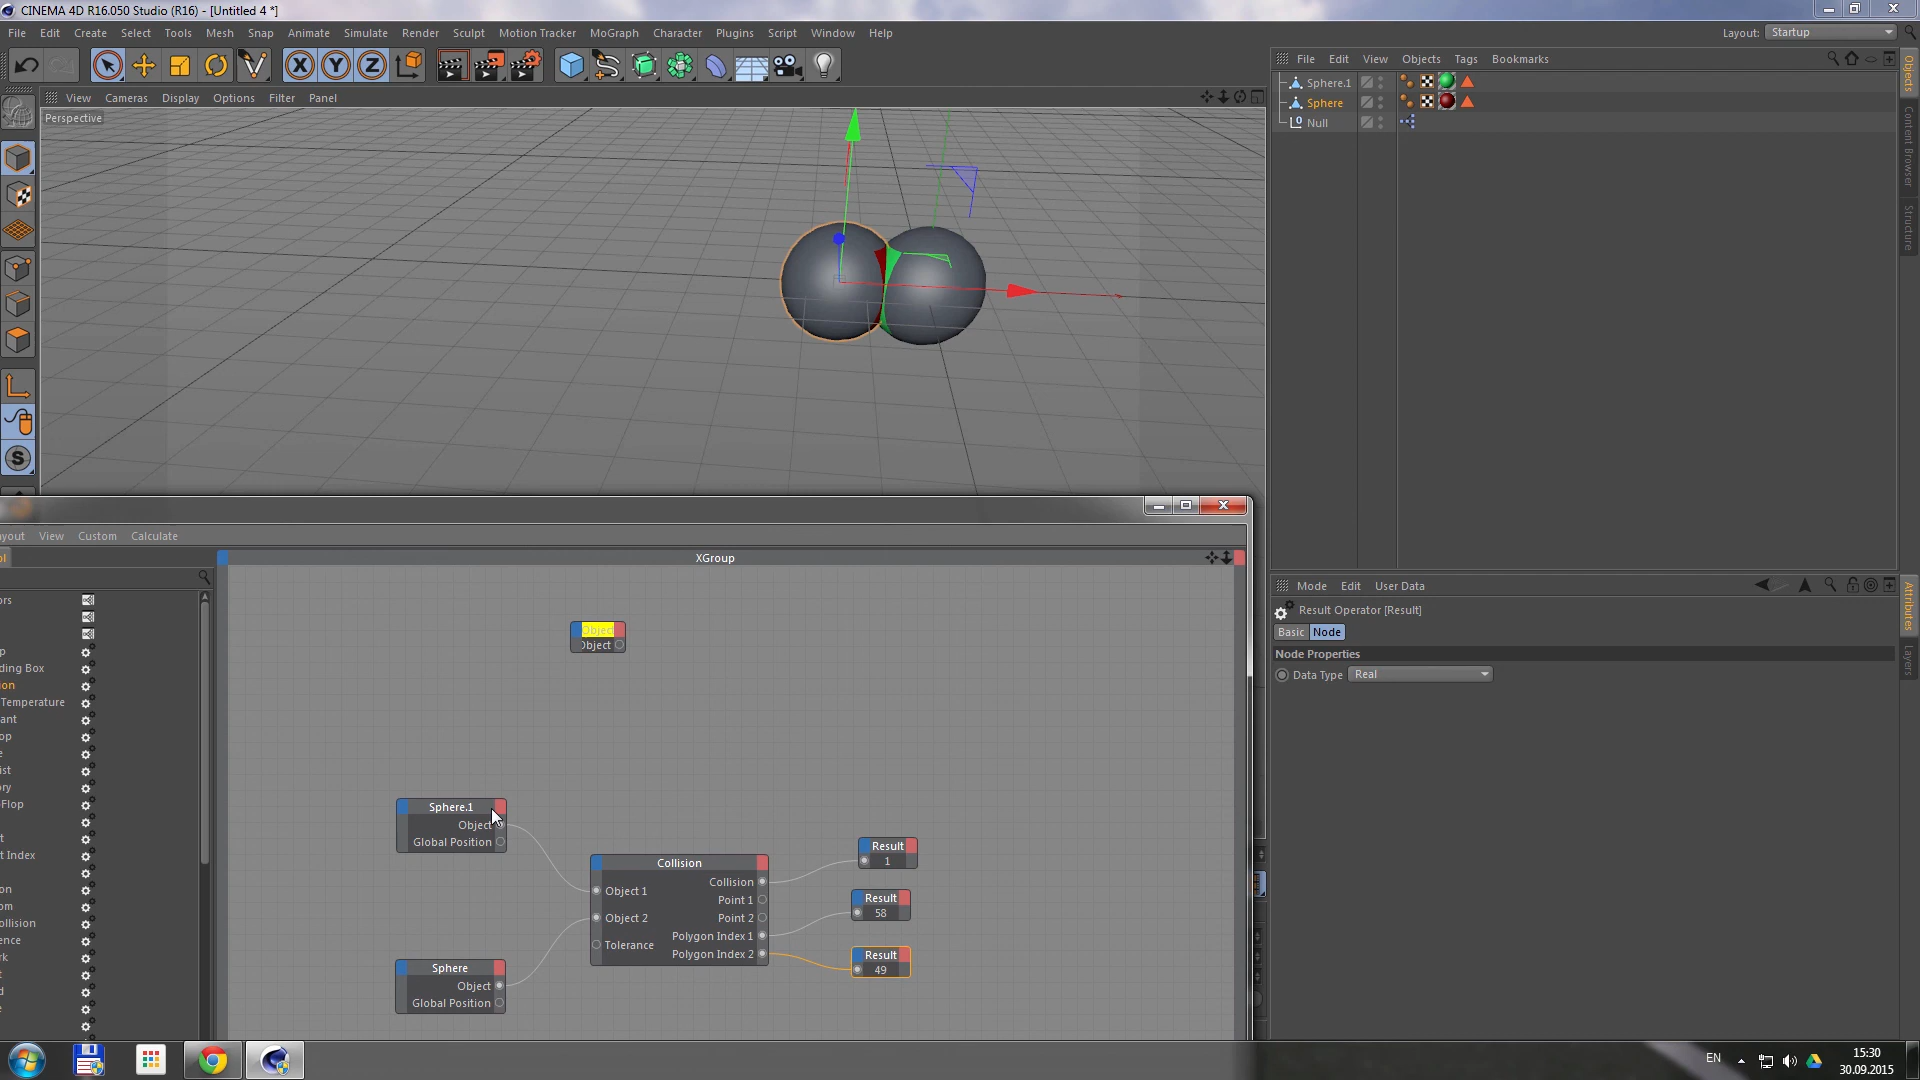 CINEMA 4D R16.050 Studio (R16) - [Untitled 4 *]
File Edit Create Select Tools Mesh Snap Animate Simulate Render Sculpt Motion Tracker MoGraph Character Plugins Script Window Help
Layout: Startup
X Y Z
File Edit View Objects Tags Bookmarks
View Cameras Display Options Filter Panel
Perspective
Sphere.1
Sphere
Null
Objects
Content Browser
Structure
S
yout View Custom Calculate
XGroup
ors
p
ding Box
ion
Temperature
ant
op
e
ist
ory
-Flop
t
t Index
on
om
ollision
ence
rk
t
d
e
Object
Object
Sphere.1
Object
Global Position
Sphere
Object
Global Position
Collision
Object 1
Object 2
Tolerance
Collision
Point 1
Point 2
Polygon Index 1
Polygon Index 2
Result
1
Result
58
Result
49
Mode Edit User Data
Result Operator [Result]
Basic Node
Node Properties
Data Type Real
Attributes
Layers
EN
15:30
30.09.2015